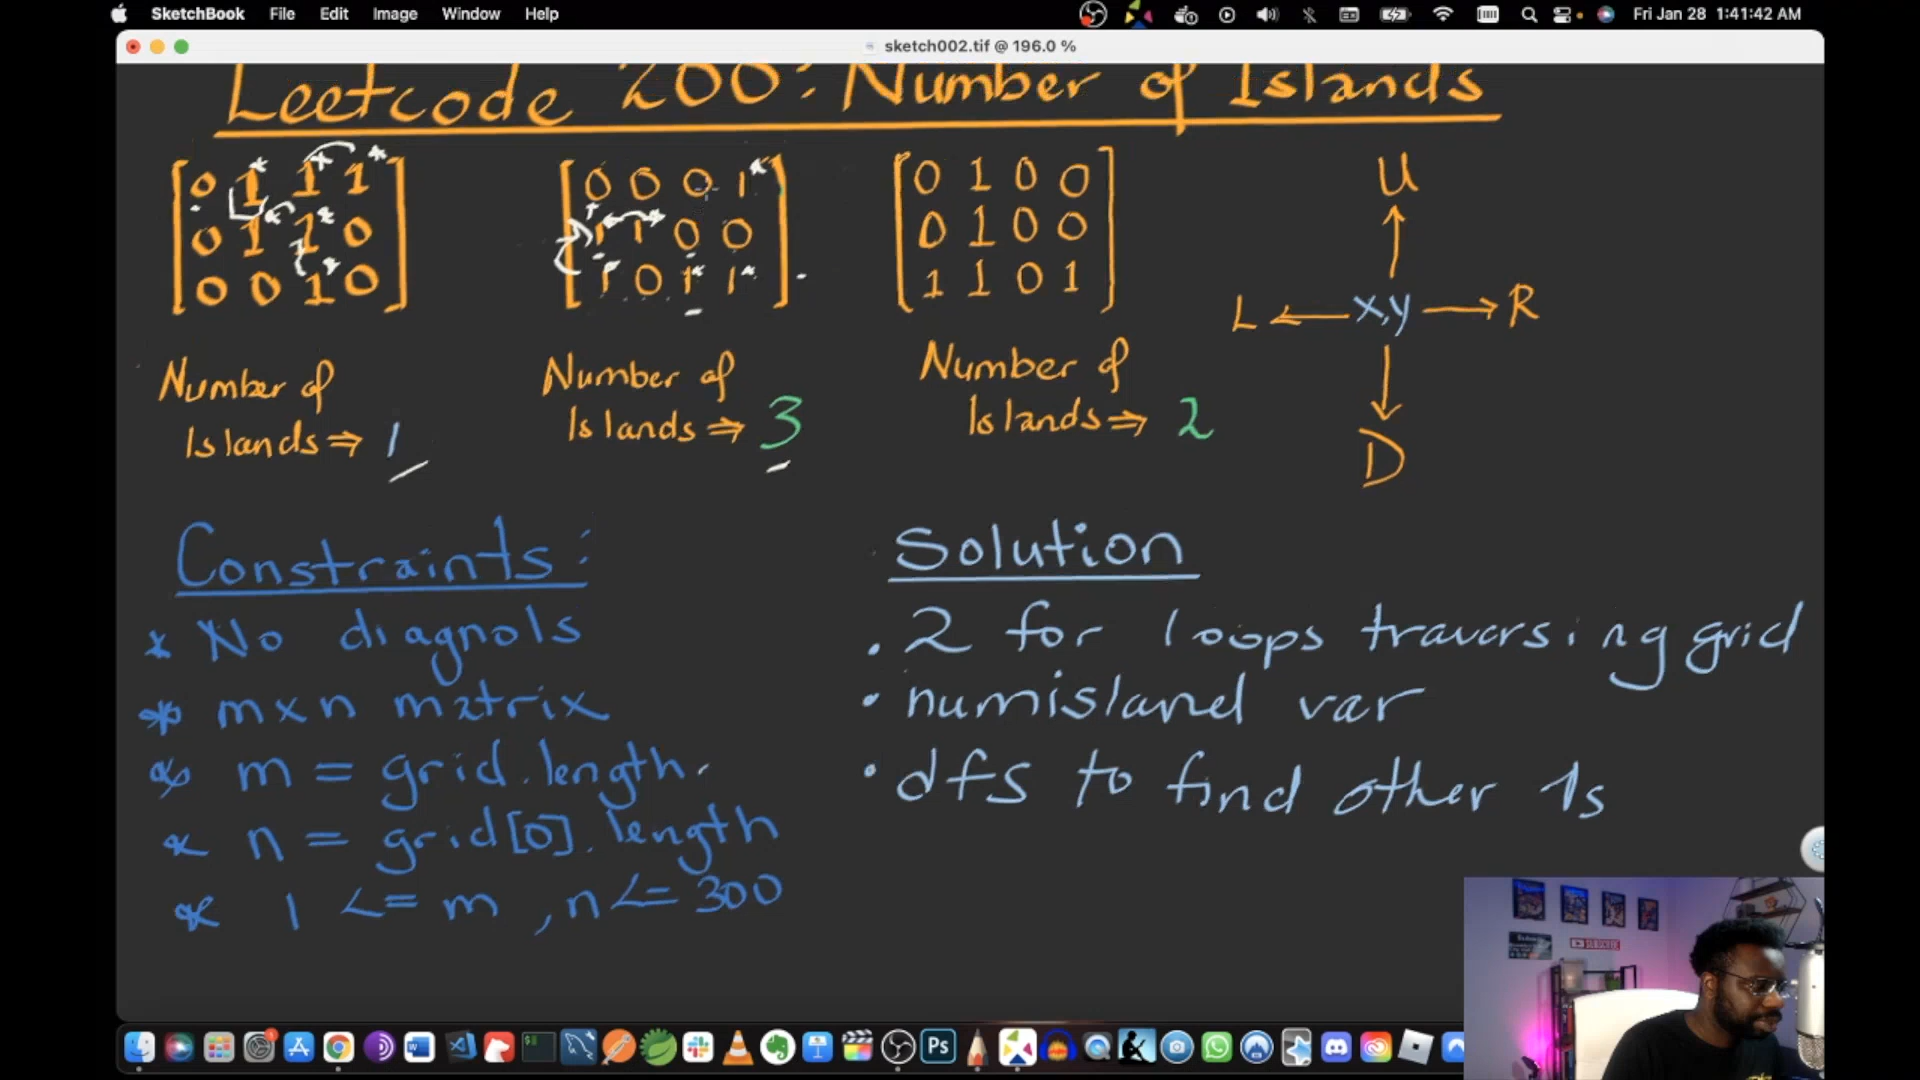 SketchBook File Edit Image Window Help Fri Jan 28 1:41:42 AM
sketch002.tif @ 196.0 %
Leetcode 200: Number of Islands
0 1 1 1
0 1 1 0
0 0 1 0
Number of
Islands ⇒ 1
0 0 0 1
1 1 0 0
1 0 1 1
Number of
Islands ⇒ 3
0 1 0 0
0 1 0 0
1 1 0 1
Number of
Islands ⇒ 2
U
L ← x,y → R
D
Constraints:
* No diagnols
* m x n matrix
* m = grid.length.
* n = grid[0].length
* 1 <= m , n <= 300
Solution
. 2 for loops traversing grid
• numisland var
• dfs to find other 1s
Ps
SUBSCRIBE